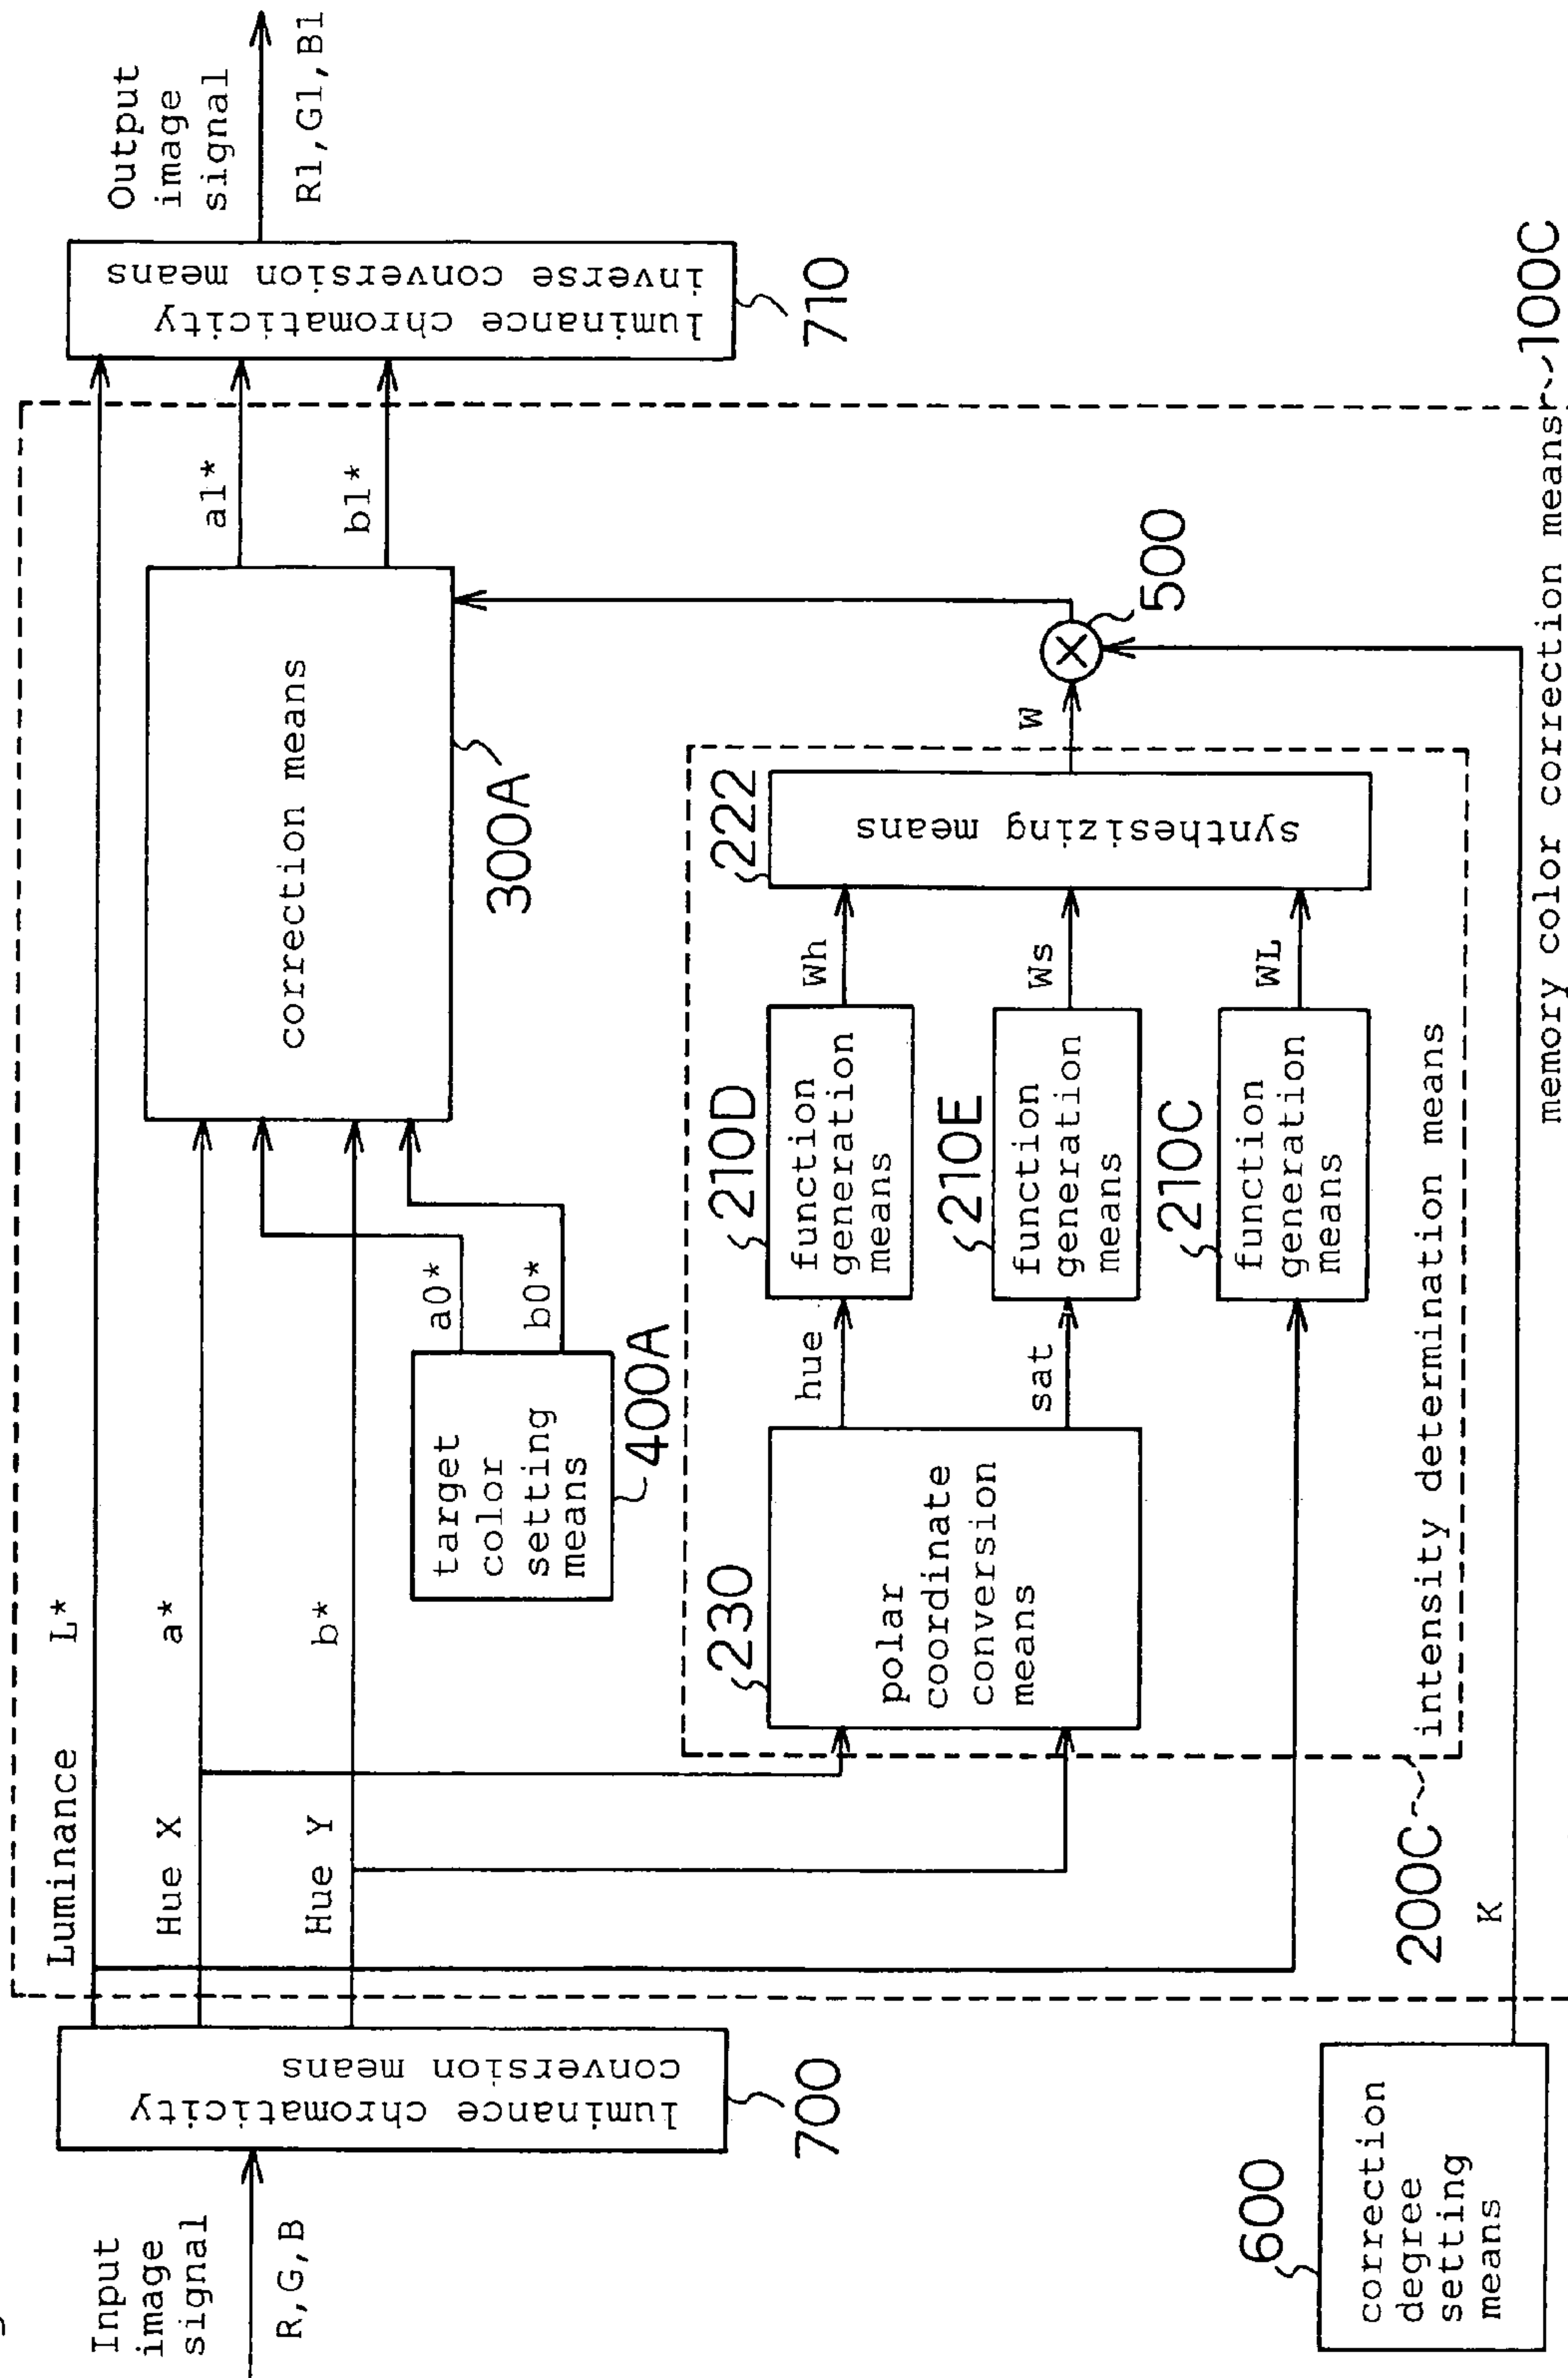 Input
image
signal
R,G,B
luminance chromaticity
conversion means
700
Luminance L*
Hue X a*
Hue Y b*
target
color
setting
means
400A
a0*
b0*
correction means
300A
a1*
b1*
luminance chromaticity
inverse conversion means
710
Output
image
signal
R1,G1,B1
230
polar
coordinate
conversion
means
hue
sat
210D
function
generation
means
210E
function
generation
means
210C
function
generation
means
Wh
Ws
WL
222
synthesizing means
W
500
200C
intensity determination means
600
correction
degree
setting
means
K
memory color correction means
100C